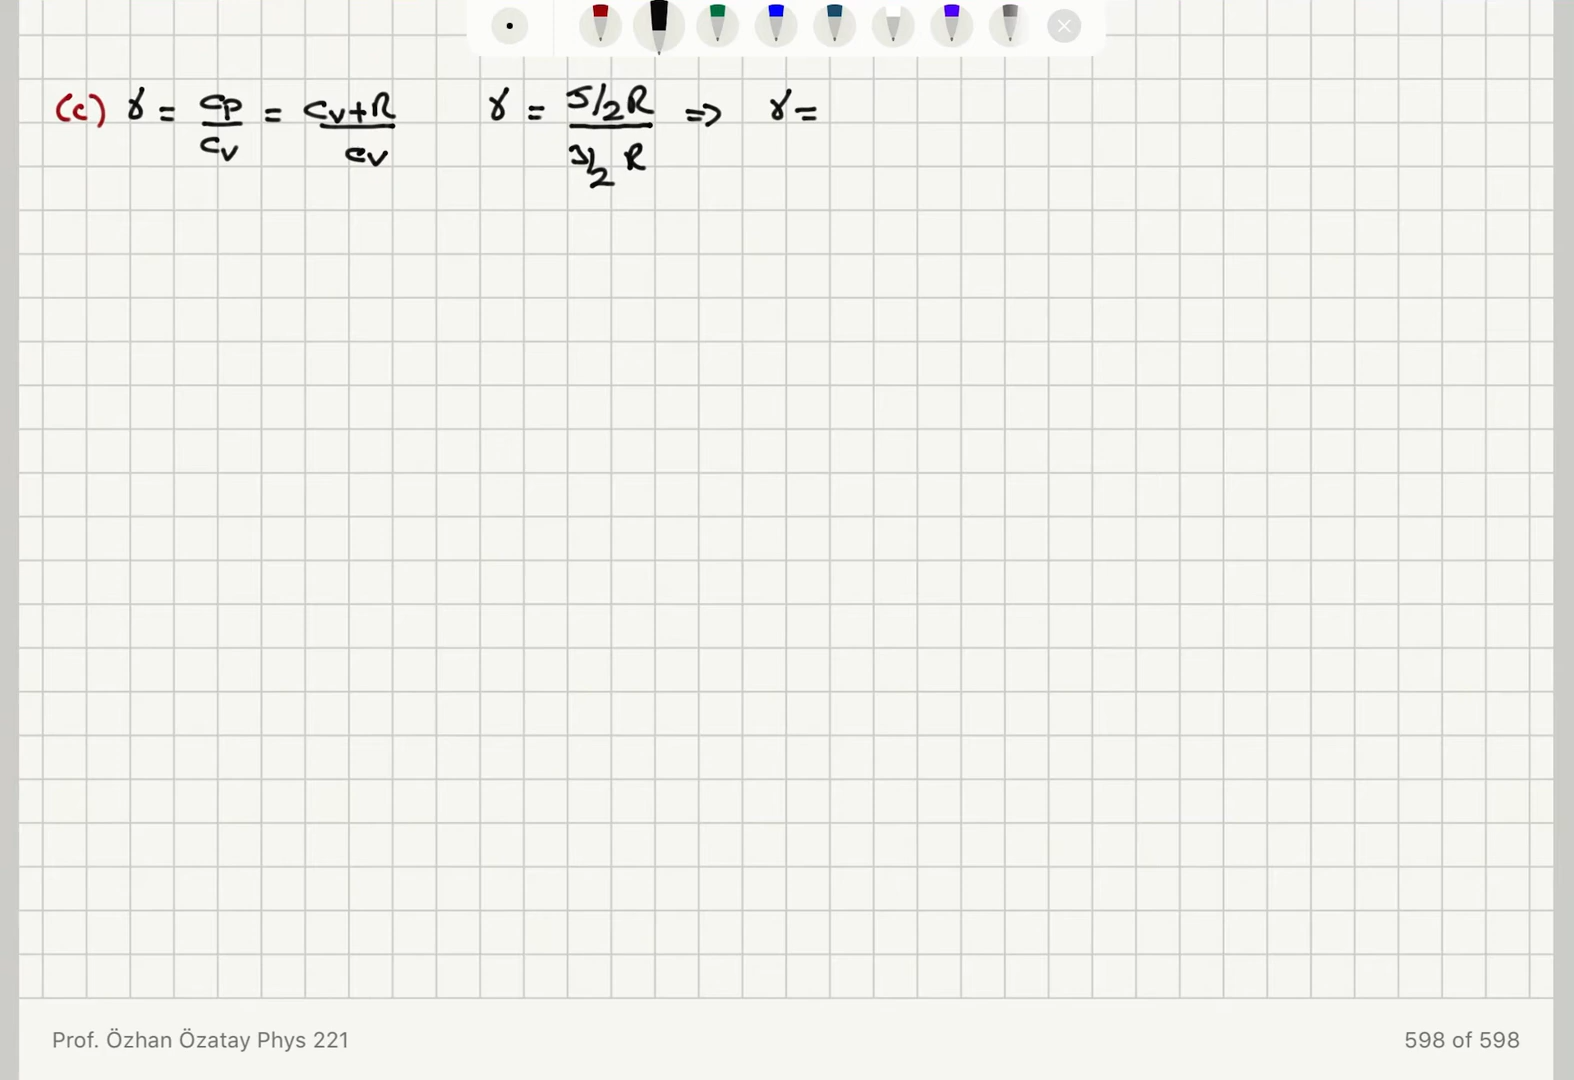 (c) γ = Cp/Cv = Cv+R/Cv γ = 5/2 R / 3/2 R => γ =
Prof. Özhan Özatay Phys 221
598 of 598